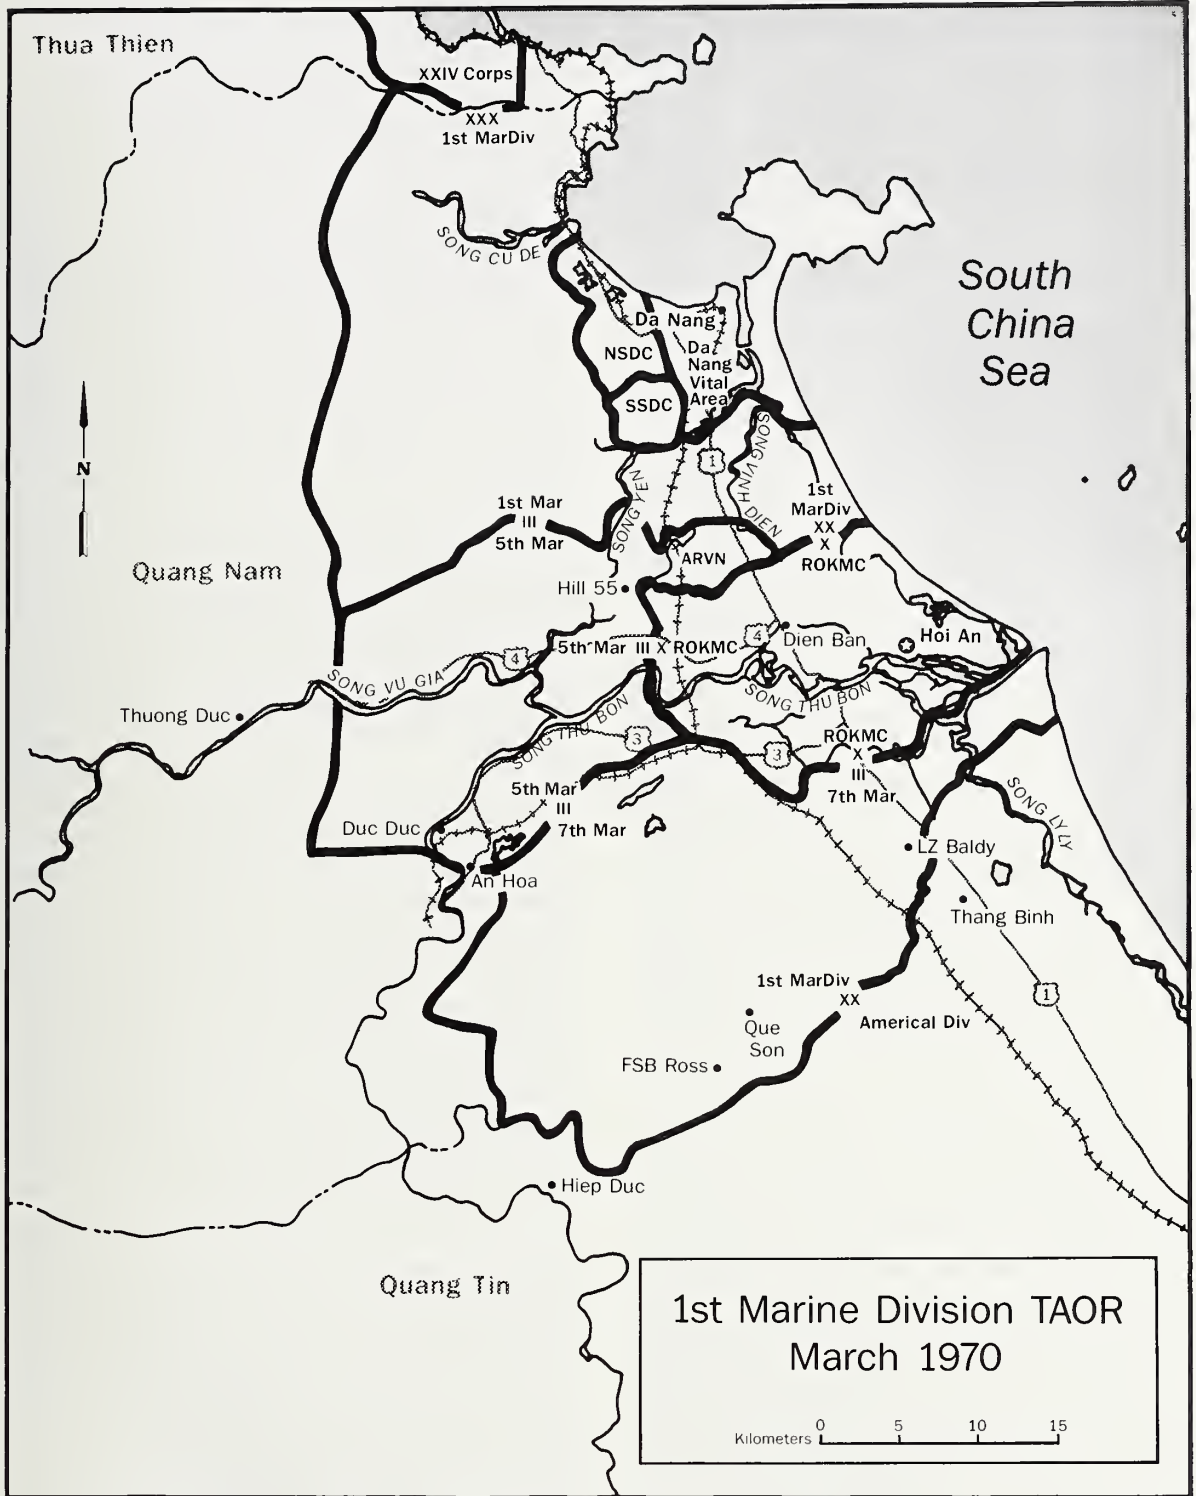 Thua Thien
XXIV Corps
XXX
1st MarDiv
SONG CU DE
South
China
Sea
Da Nang
NSDC
Da
Nang
Vital
Area
SSDC
N
1
SONG VINH DIEN
SONG YEN
1st Mar
III
5th Mar
1st
MarDiv
XX
X
ROKMC
ARVN
Quang Nam
Hill 55
4
Dien Ban
Hoi An
5th Mar III X ROKMC
4
SONG VU GIA
SONG THU BON
Thuong Duc
SONG THU BON
3
3
ROKMC
X
III
7th Mar
5th Mar
III
7th Mar
SONG LY LY
Duc Duc
LZ Baldy
An Hoa
Thang Binh
1st MarDiv
XX
Americal Div
1
Que
Son
FSB Ross
Hiep Duc
Quang Tin
1st Marine Division TAOR
March 1970
0 5 10 15
Kilometers